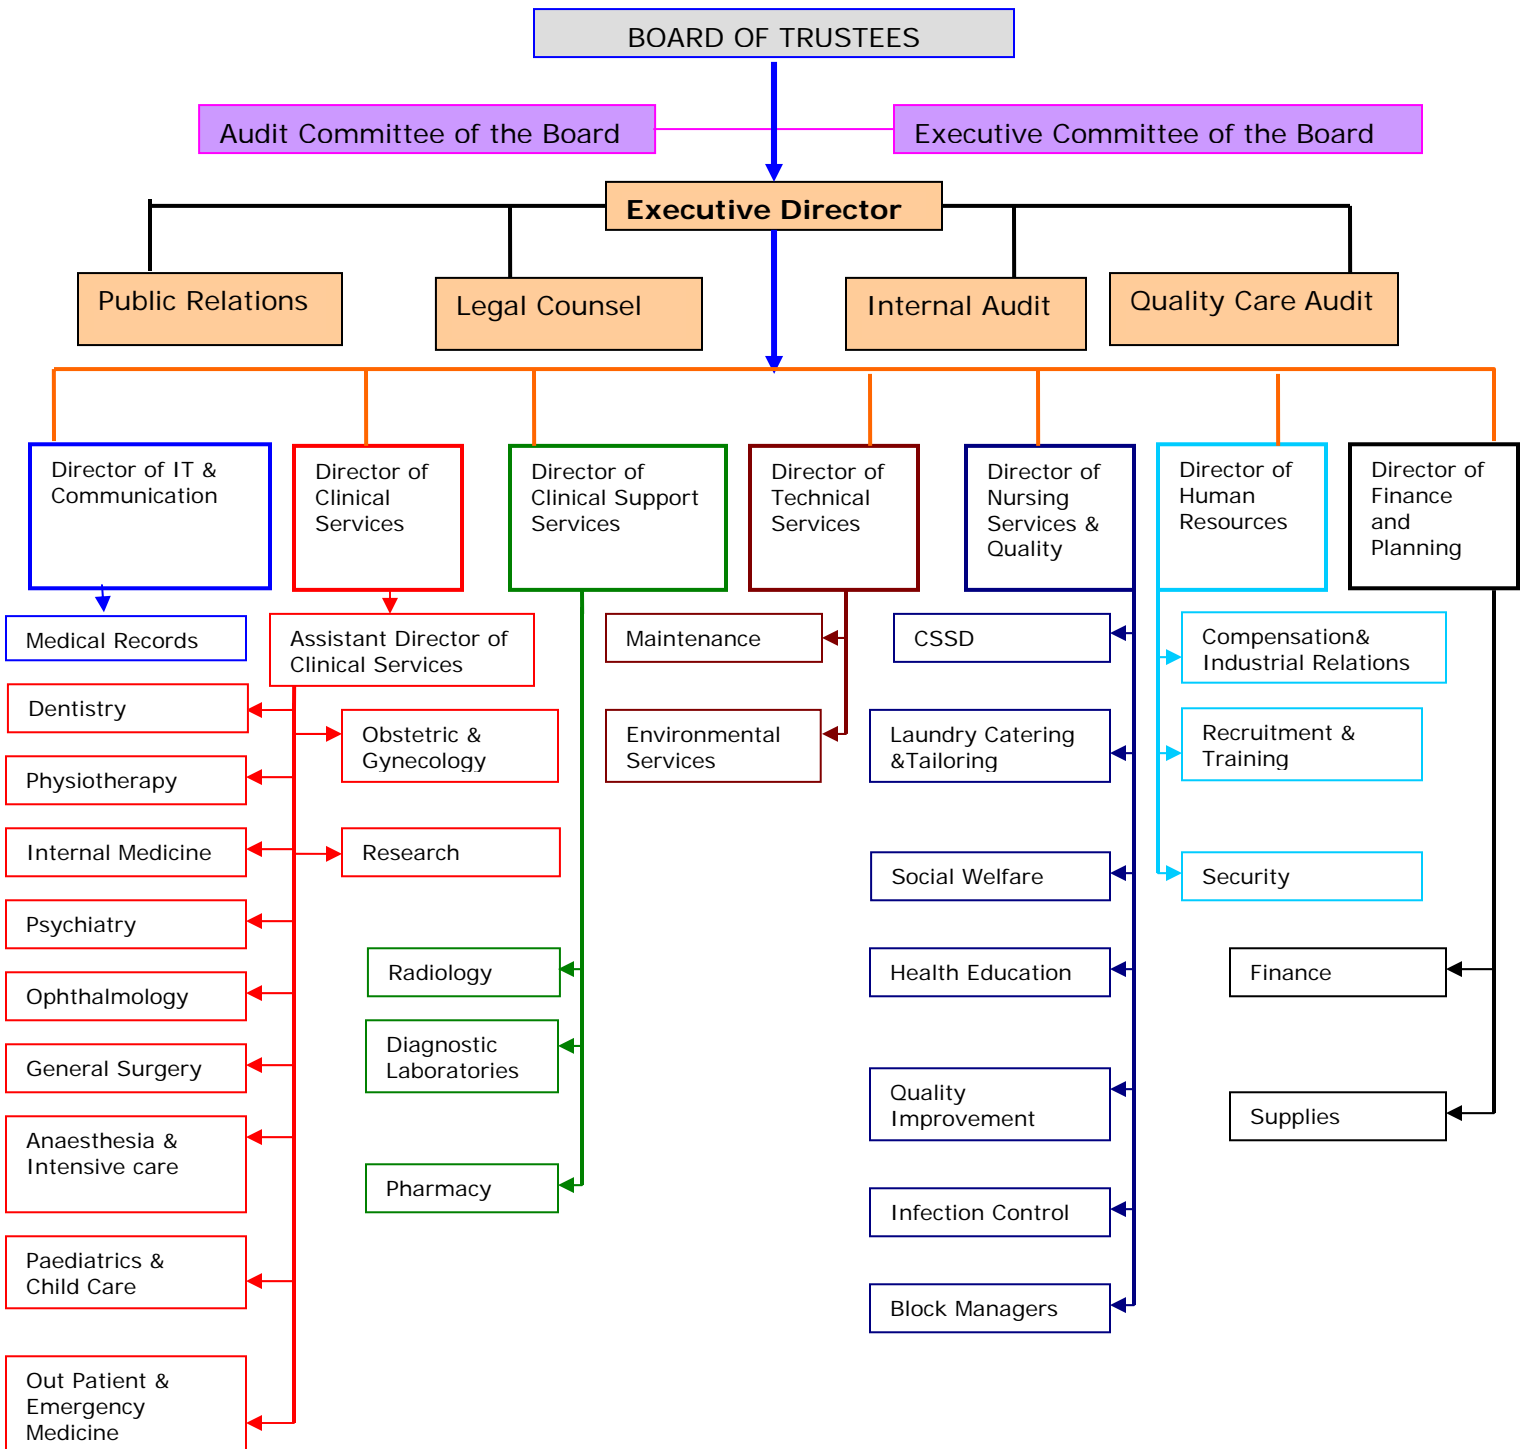 BOARD OF TRUSTEES
Audit Committee of the Board
Executive Committee of the Board
Executive Director
Public Relations
Legal Counsel
Internal Audit
Quality Care Audit
Director of IT &
Communication
Director of
Clinical
Services
Director of
Clinical Support
Services
Director of
Technical
Services
Director of
Nursing
Services &
Quality
Director of
Human
Resources
Director of
Finance
and
Planning
Medical Records
Assistant Director of
Clinical Services
Dentistry
Physiotherapy
Internal Medicine
Psychiatry
Ophthalmology
General Surgery
Anaesthesia &
Intensive care
Paediatrics &
Child Care
Out Patient &
Emergency
Medicine
Obstetric &
Gynecology
Research
Radiology
Diagnostic
Laboratories
Pharmacy
Maintenance
Environmental
Services
CSSD
Laundry Catering
&Tailoring
Social Welfare
Health Education
Quality
Improvement
Infection Control
Block Managers
Compensation&
Industrial Relations
Recruitment &
Training
Security
Finance
Supplies